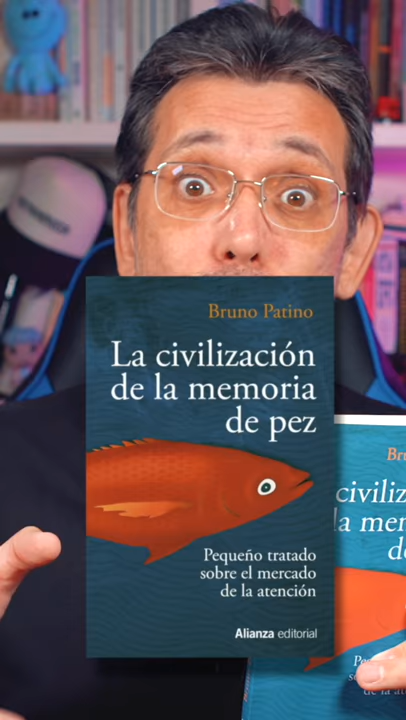 Bruno Patino
La civilización
de la memoria
de pez
Pequeño tratado
sobre el mercado
de la atención
Alianza editorial